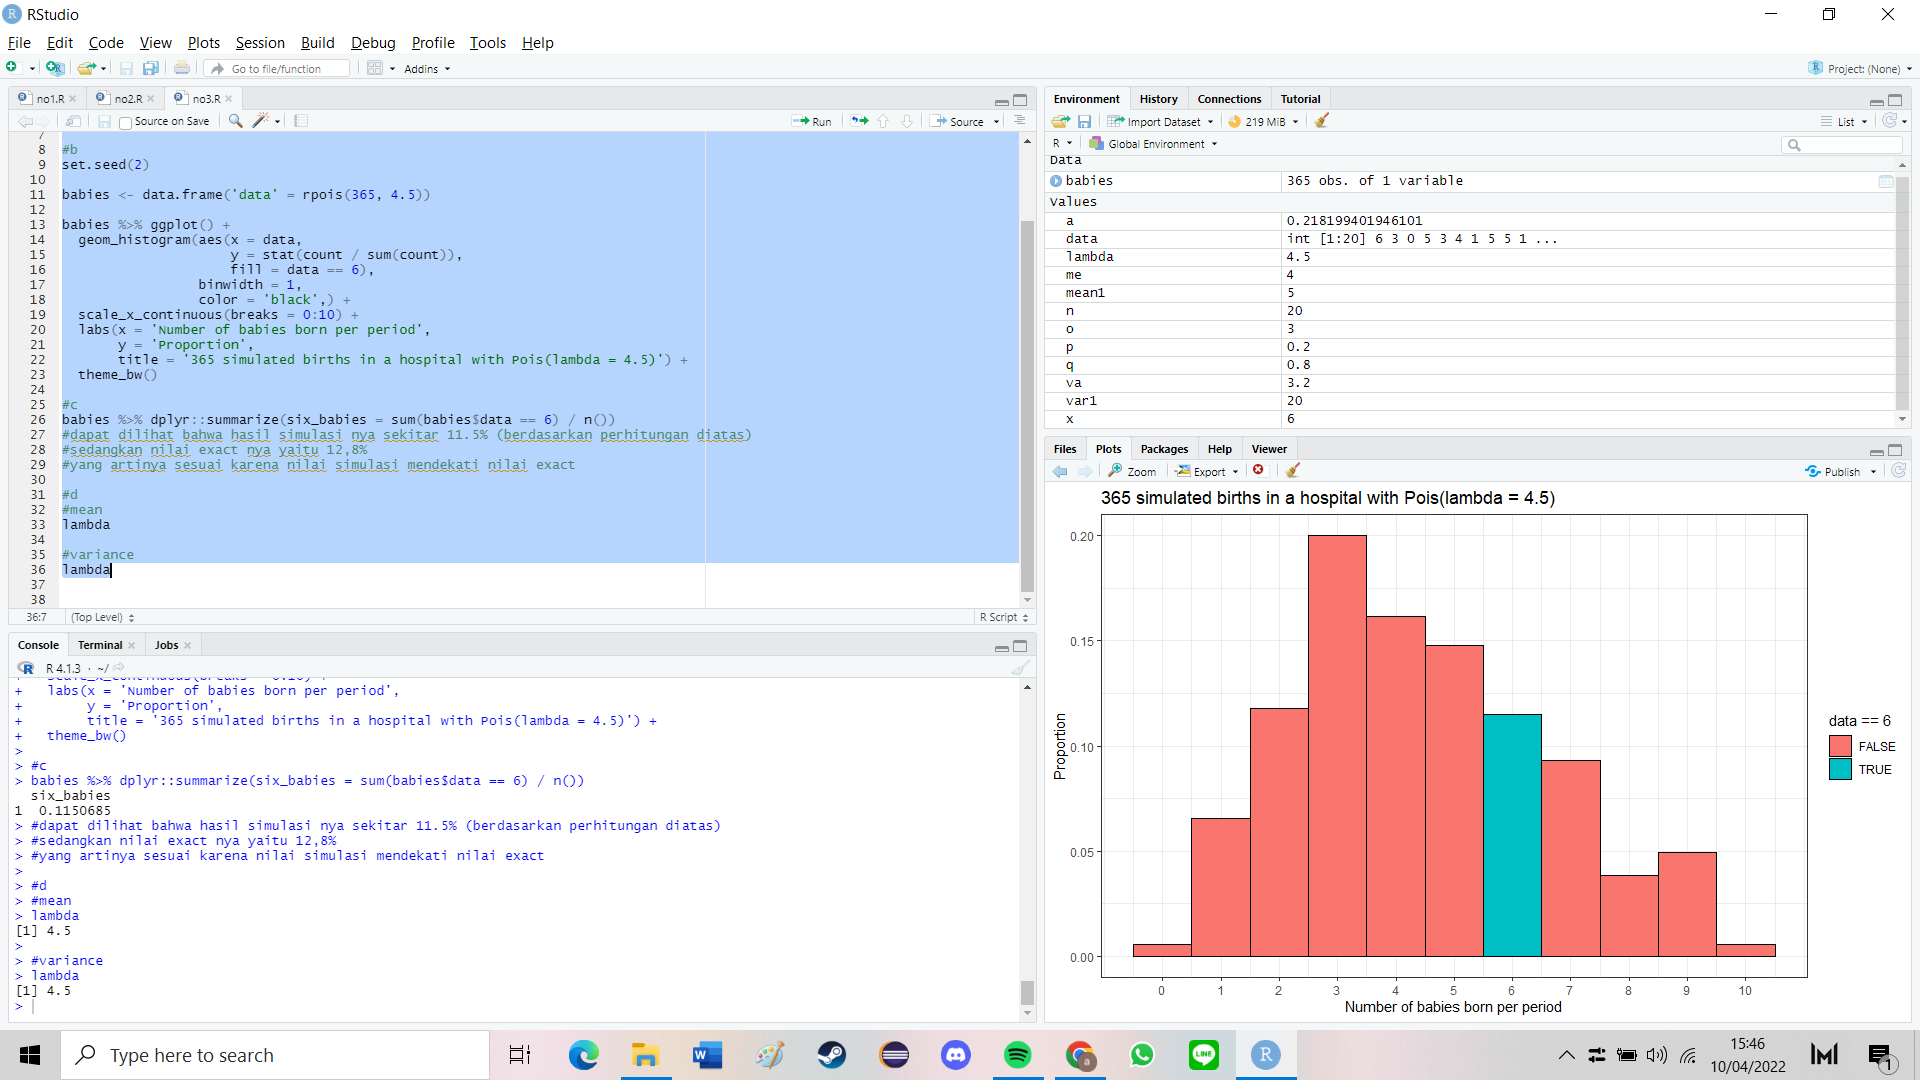 RStudio
File Edit Code View Plots Session Build Debug Profile Tools Help
Go to file/function Addins Project: (None)
no1.R no2.R no3.R
Source on Save Run Source
7
8 #b
9 set.seed(2)
10
11 babies <- data.frame('data' = rpois(365, 4.5))
12
13 babies %>% ggplot() +
14 geom_histogram(aes(x = data,
15 y = stat(count / sum(count)),
16 fill = data == 6),
17 binwidth = 1,
18 color = 'black',) +
19 scale_x_continuous(breaks = 0:10) +
20 labs(x = 'Number of babies born per period',
21 y = 'Proportion',
22 title = '365 simulated births in a hospital with Pois(lambda = 4.5)') +
23 theme_bw()
24
25 #c
26 babies %>% dplyr::summarize(six_babies = sum(babies$data == 6) / n())
27 #dapat dilihat bahwa hasil simulasi nya sekitar 11.5% (berdasarkan perhitungan diatas)
28 #sedangkan nilai exact nya yaitu 12,8%
29 #yang artinya sesuai karena nilai simulasi mendekati nilai exact
30
31 #d
32 #mean
33 lambda
34
35 #variance
36 lambda
37
38
36:7 (Top Level) R Script
Console Terminal Jobs
R 4.1.3 · ~/
+ scale_x_continuous(breaks = 0:10) +
+ labs(x = 'Number of babies born per period',
+ y = 'Proportion',
+ title = '365 simulated births in a hospital with Pois(lambda = 4.5)') +
+ theme_bw()
>
> #c
> babies %>% dplyr::summarize(six_babies = sum(babies$data == 6) / n())
six_babies
1 0.1150685
> #dapat dilihat bahwa hasil simulasi nya sekitar 11.5% (berdasarkan perhitungan diatas)
> #sedangkan nilai exact nya yaitu 12,8%
> #yang artinya sesuai karena nilai simulasi mendekati nilai exact
>
> #d
> #mean
> lambda
[1] 4.5
>
> #variance
> lambda
[1] 4.5
>
Environment History Connections Tutorial
Import Dataset 219 MiB List
R Global Environment
Data
babies 365 obs. of 1 variable
Values
a 0.218199401946101
data int [1:20] 6 3 0 5 3 4 1 5 5 1 ...
lambda 4.5
me 4
mean1 5
n 20
o 3
p 0.2
q 0.8
va 3.2
var1 20
x 6
Files Plots Packages Help Viewer
Zoom Export Publish
365 simulated births in a hospital with Pois(lambda = 4.5)
0.20
0.15
0.10
0.05
0.00
Proportion
0 1 2 3 4 5 6 7 8 9 10
Number of babies born per period
data == 6
FALSE
TRUE
Type here to search
15:46
10/04/2022
1